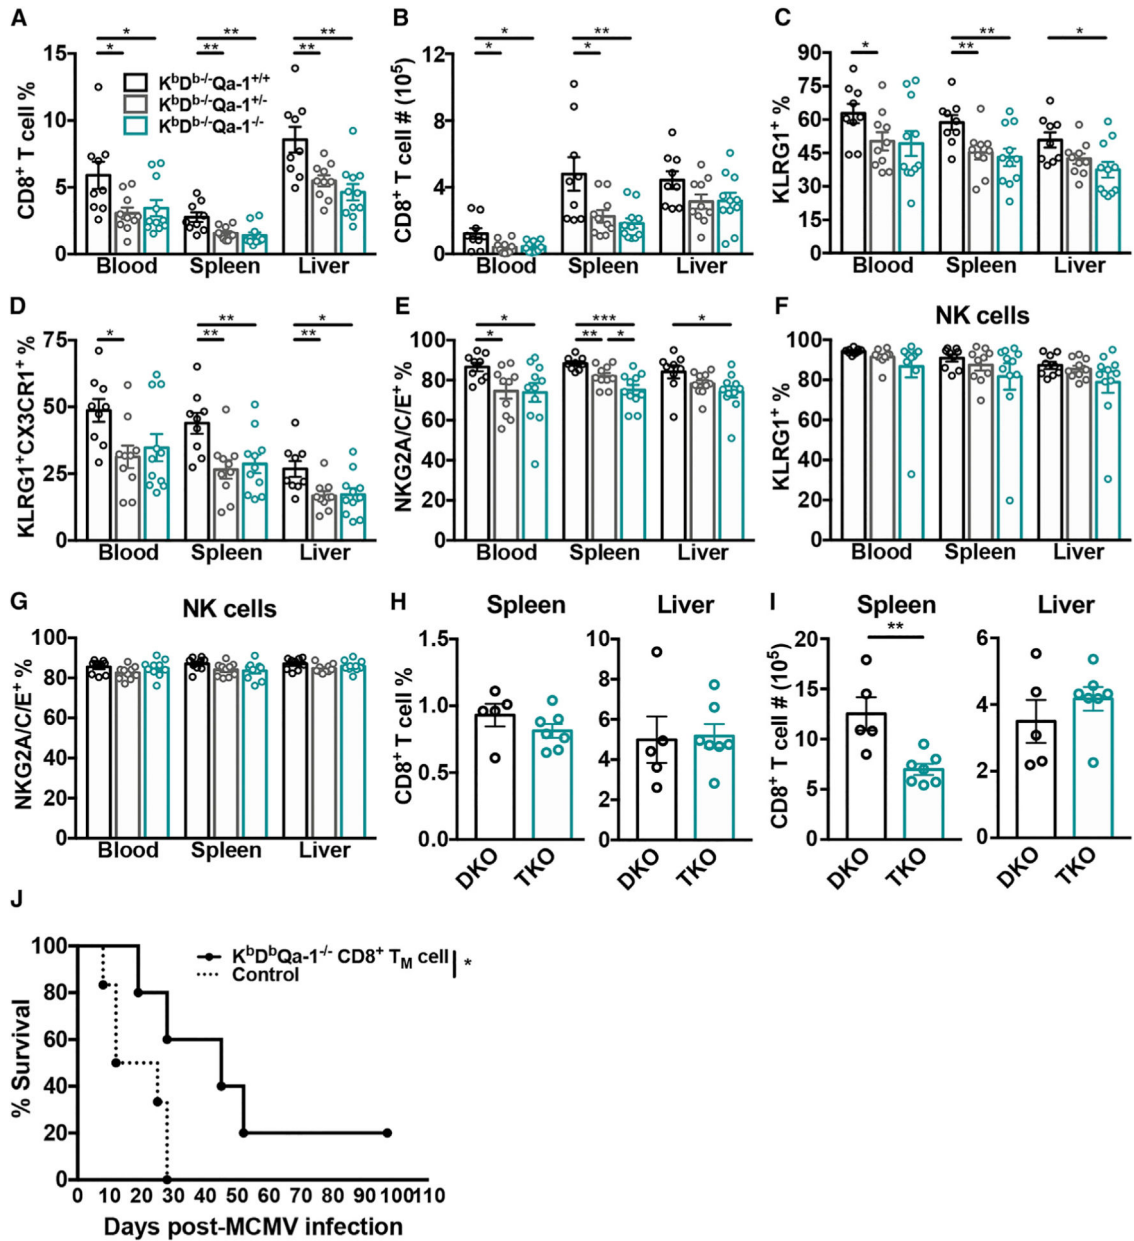 A
CD8⁺ T cell %
15
10
5
0
* *
** **
** **
KᵇDᵇ⁻/⁻Qa-1⁺/⁺
KᵇDᵇ⁻/⁻Qa-1⁺/⁻
KᵇDᵇ⁻/⁻Qa-1⁻/⁻
Blood Spleen Liver
B
CD8⁺ T cell # (10⁵)
12
8
4
0
* *
* **
Blood Spleen Liver
C
KLRG1⁺ %
90
75
60
45
30
15
0
*
** **
*
Blood Spleen Liver
D
KLRG1⁺CX3CR1⁺ %
75
50
25
0
*
** **
** *
Blood Spleen Liver
E
NKG2A/C/E⁺ %
100
80
60
40
20
0
* *
*** ** *
*
Blood Spleen Liver
F
NK cells
KLRG1⁺ %
100
80
60
40
20
0
Blood Spleen Liver
G
NK cells
NKG2A/C/E⁺ %
100
80
60
40
20
0
Blood Spleen Liver
H
Spleen Liver
CD8⁺ T cell %
1.5
1.0
0.5
0.0
DKO TKO
10
8
6
4
2
0
DKO TKO
I
Spleen Liver
CD8⁺ T cell # (10⁵)
**
20
15
10
5
0
DKO TKO
6
4
2
0
DKO TKO
J
% Survival
100
80
60
40
20
0
KᵇDᵇQa-1⁻/⁻ CD8⁺ T_M cell
Control
*
0 10 20 30 40 50 60 70 80 90 100 110
Days post-MCMV infection